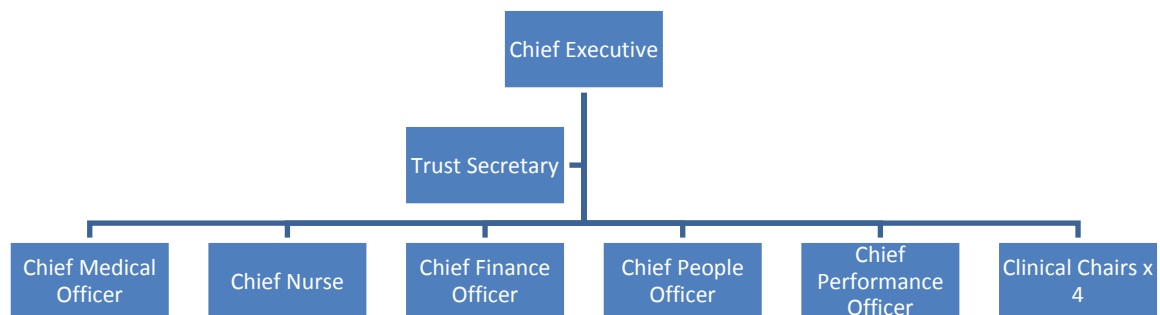 Chief Executive
Trust Secretary
Chief Medical
Officer
Chief Nurse
Chief Finance
Officer
Chief People
Officer
Chief
Performance
Officer
Clinical Chairs x
4